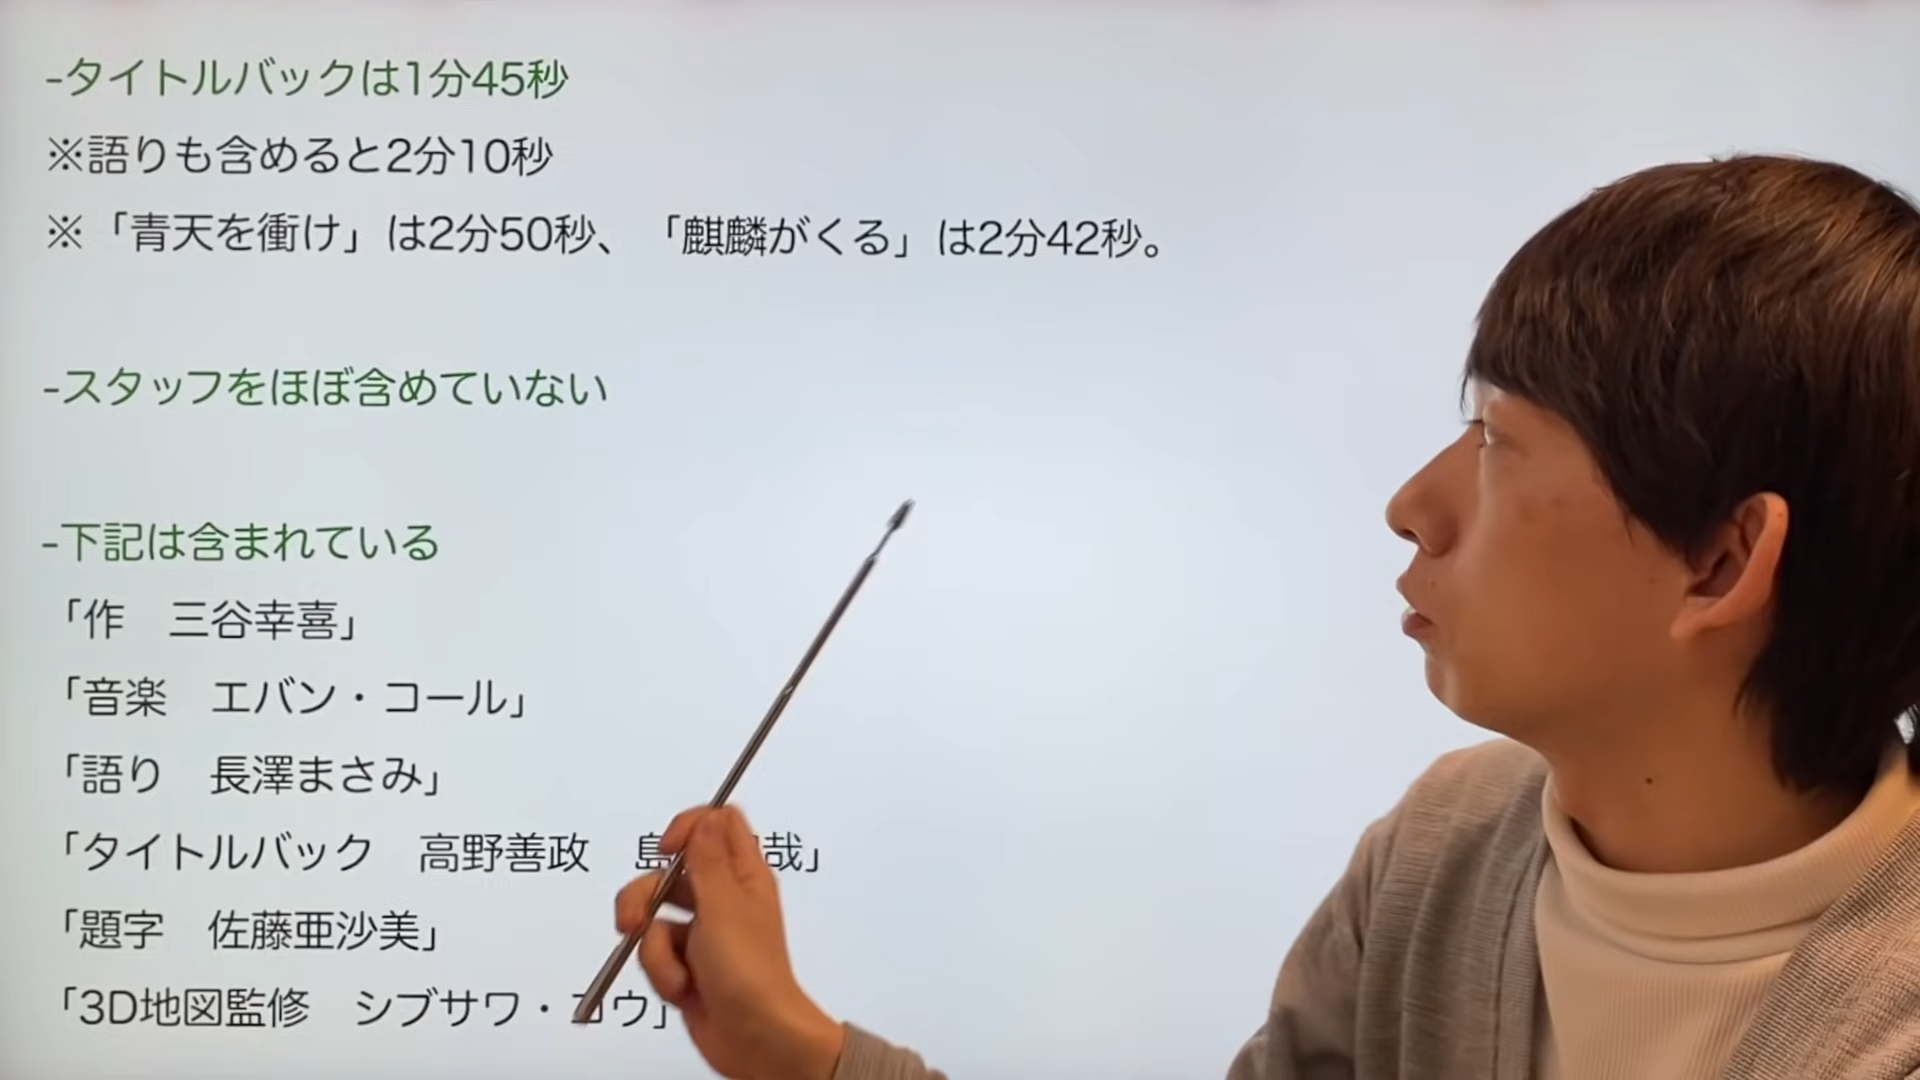 -タイトルバックは1分45秒
※語りも含めると2分10秒
※「青天を衝け」は2分50秒、「麒麟がくる」は2分42秒。
-スタッフをほぼ含めていない
-下記は含まれている
「作 三谷幸喜」
「音楽 エバン・コール」
「語り 長澤まさみ」
「タイトルバック 高野善政 島 哉」
「題字 佐藤亜沙美」
「3D地図監修 シブサワ・コウ」